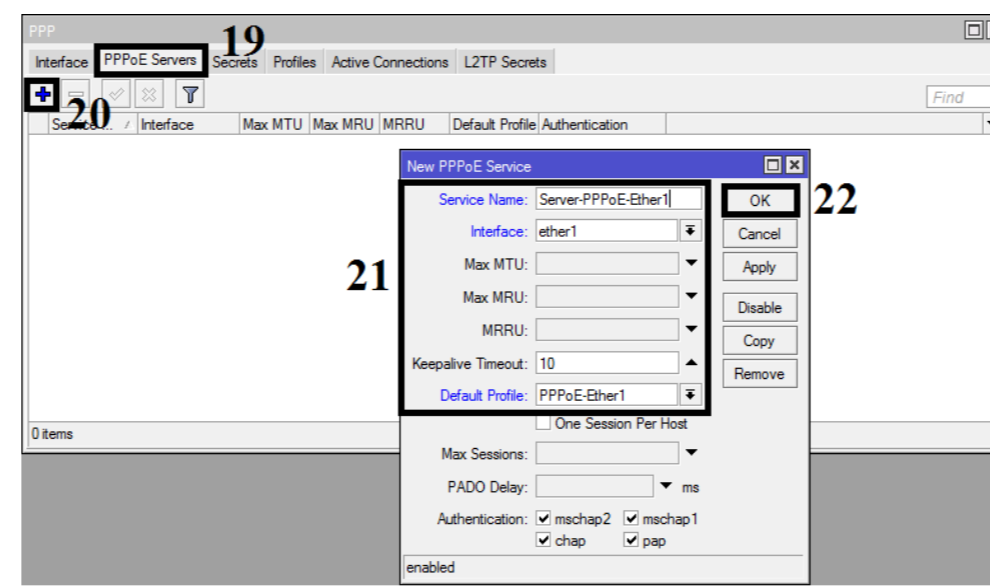 PPP
19
Interface PPPoE Servers Secrets Profiles Active Connections L2TP Secrets
20
Find
Service ... Interface Max MTU Max MRU MRRU Default Profile Authentication
New PPPoE Service
Service Name: Server-PPPoE-Ether1 OK 22
Interface: ether1 Cancel
21
Max MTU: Apply
Max MRU: Disable
MRRU: Copy
Keepalive Timeout: 10 Remove
Default Profile: PPPoE-Ether1
One Session Per Host
0 items
Max Sessions:
PADO Delay: ms
Authentication: mschap2 mschap1
chap pap
enabled